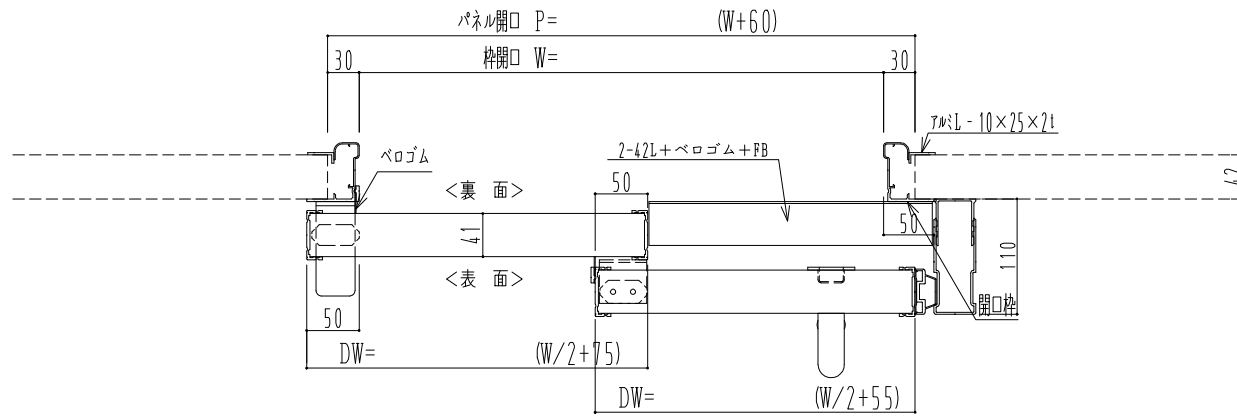 パネル開口 P= (W+60)
30 枠開口 W= 30
アルミL-10×25×2t
ベロゴム
2-42L+ベロゴム+FB
42
<裏 面>
50
50
41
110
<表 面>
開口枠
50
DW= (W/2+75)
DW= (W/2+55)